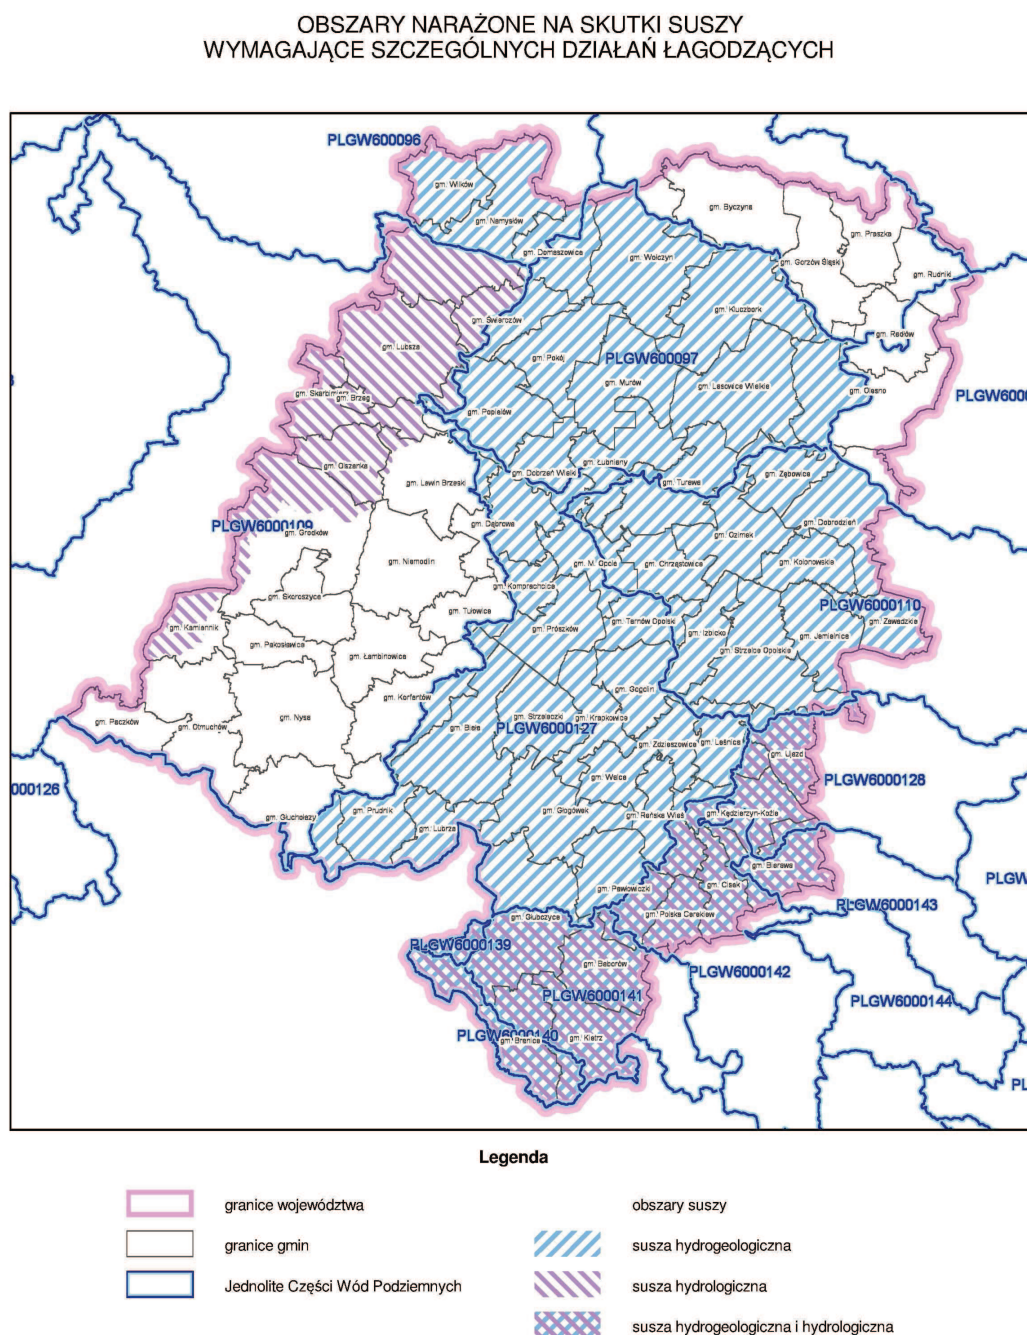 OBSZARY NARAŻONE NA SKUTKI SUSZY
WYMAGAJĄCE SZCZEGÓLNYCH DZIAŁAŃ ŁAGODZĄCYCH
PLGW600096
gm. Wilków
gm. Namysłów
gm. Byczyna
gm. Praszka
gm. Domaszowice
gm. Wołczyn
gm. Gorzów Śląski
gm. Rudniki
gm. Kluczbork
gm. Świerczów
gm. Radłów
gm. Lubsza
gm. Pokój
PLGW600097
gm. Murów
gm. Lasowice Wielkie
gm. Olesno
gm. Skarbimierz
gm. Brzeg
PLGW6000
gm. Popielów
gm. Olszanka
gm. Łubniany
gm. Dobrzeń Wielki
gm. Zębowice
gm. Lewin Brzeski
gm. Turawa
PLGW6000109
gm. Grodków
gm. Dąbrowa
gm. Dobrodzień
gm. Ozimek
gm. Niemodlin
gm. M. Opole
gm. Chrząstowice
gm. Kolonowskie
gm. Komprachcice
gm. Skoroszyce
PLGW6000110
gm. Tułowice
gm. Kamiennik
gm. Prószków
gm. Tarnów Opolski
gm. Izbicko
gm. Jemielnica
gm. Zawadzkie
gm. Pakosławice
gm. Strzelce Opolskie
gm. Łambinowice
gm. Gogolin
gm. Korfantów
gm. Paczków
gm. Otmuchów
gm. Nysa
gm. Biała
gm. Strzeleczki
gm. Krapkowice
PLGW6000127
gm. Zdzieszowice
gm. Leśnica
gm. Ujazd
000126
gm. Walce
PLGW6000128
gm. Głuchołazy
gm. Prudnik
gm. Lubrza
gm. Głogówek
gm. Reńska Wieś
gm. Kędzierzyn-Koźle
gm. Bierawa
PLGW
gm. Pawłowiczki
gm. Cisek
PLGW6000143
gm. Głubczyce
gm. Polska Cerekiew
PLGW6000139
gm. Baborów
PLGW6000142
PLGW6000141
PLGW6000144
PLGW6000140
gm. Branice
gm. Kietrz
PL
Legenda
granice województwa
granice gmin
Jednolite Części Wód Podziemnych
obszary suszy
susza hydrogeologiczna
susza hydrologiczna
susza hydrogeologiczna i hydrologiczna